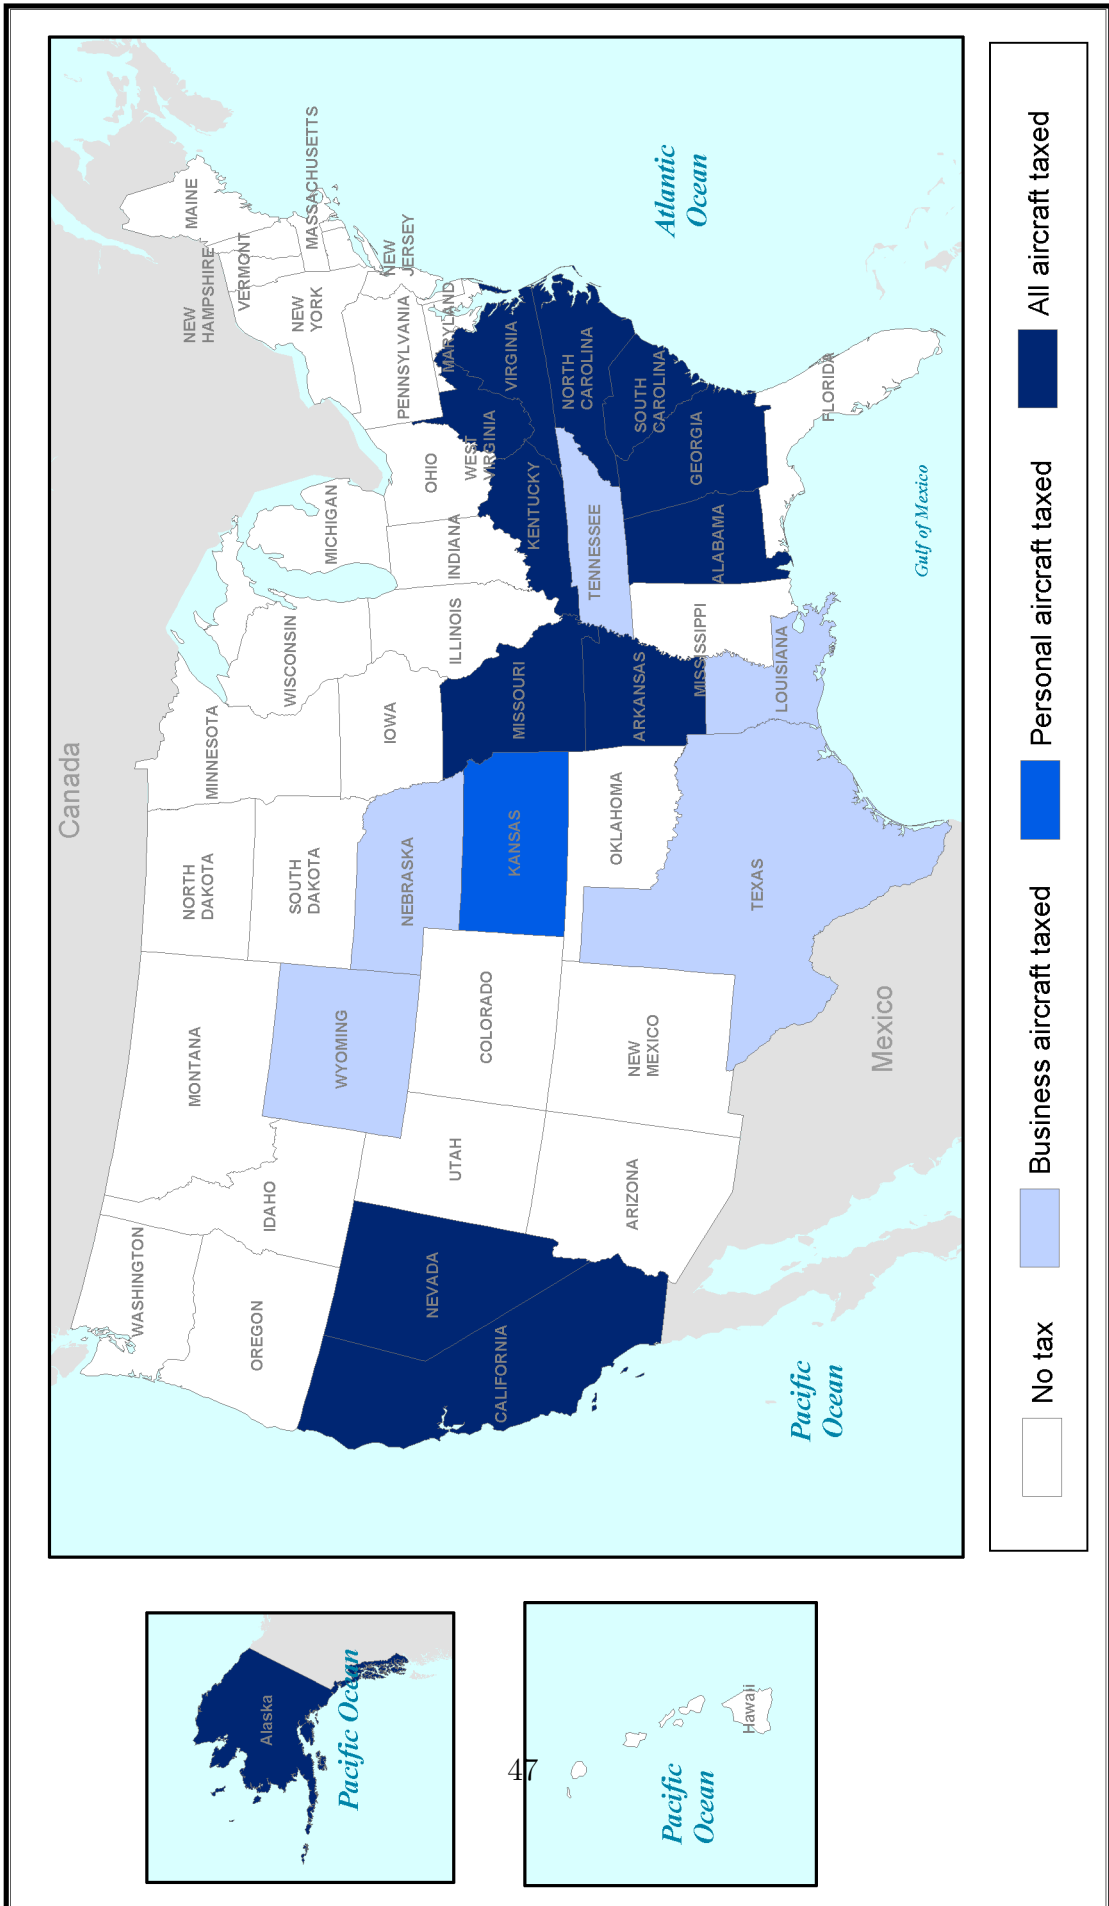 Canada
WASHINGTON
OREGON
CALIFORNIA
NEVADA
IDAHO
MONTANA
WYOMING
UTAH
ARIZONA
COLORADO
NEW
MEXICO
NORTH
DAKOTA
SOUTH
DAKOTA
NEBRASKA
KANSAS
OKLAHOMA
TEXAS
MINNESOTA
IOWA
MISSOURI
ARKANSAS
LOUISIANA
WISCONSIN
ILLINOIS
MISSISSIPPI
MICHIGAN
INDIANA
KENTUCKY
TENNESSEE
ALABAMA
OHIO
WEST
VIRGINIA
GEORGIA
FLORIDA
SOUTH
CAROLINA
NORTH
CAROLINA
VIRGINIA
MARYLAND
PENNSYLVANIA
NEW
YORK
NEW
JERSEY
VERMONT
NEW
HAMPSHIRE
MASSACHUSETTS
MAINE
Mexico
Pacific
Ocean
Gulf of Mexico
Atlantic
Ocean
Alaska
Pacific Ocean
Hawaii
Pacific
Ocean
No tax
Business aircraft taxed
Personal aircraft taxed
All aircraft taxed
47